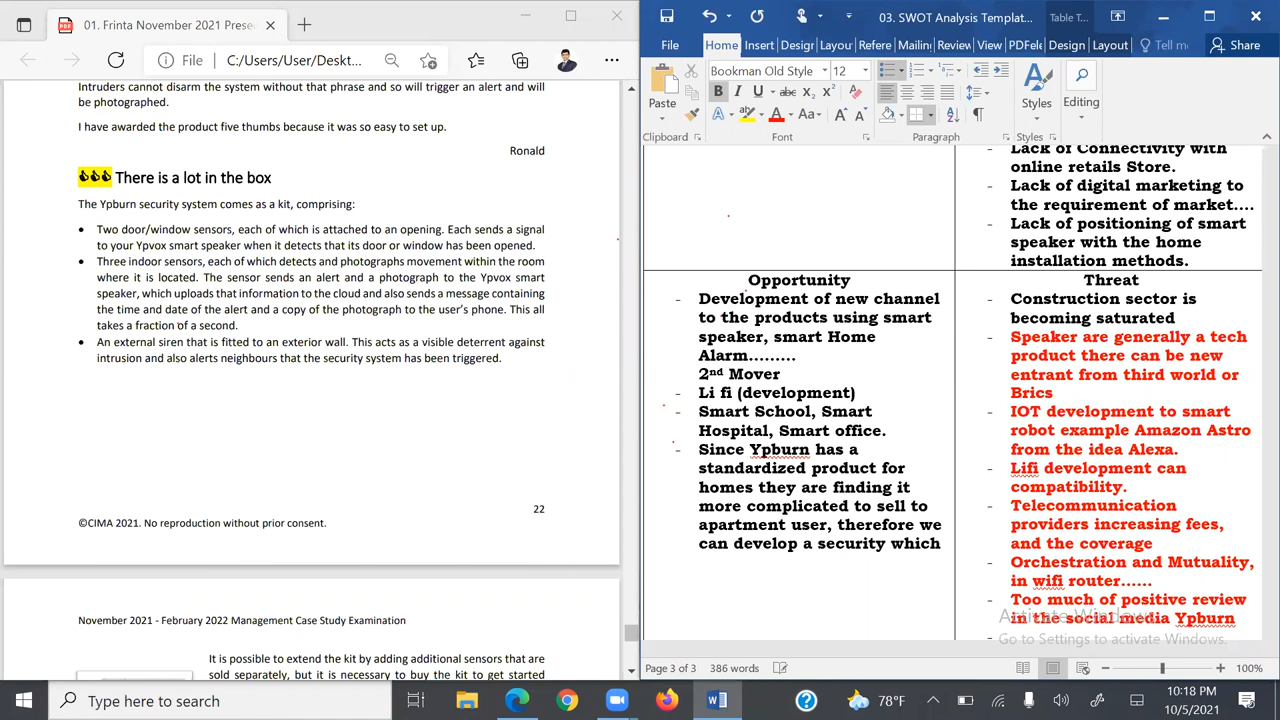 01. Frinta November 2021 Prese
File
C:/Users/User/Deskt...
Intruders cannot disarm the system without that phrase and so will trigger an alert and will
be photographed.
I have awarded the product five thumbs because it was so easy to set up.
Ronald
There is a lot in the box
The Ypburn security system comes as a kit, comprising:
• Two door/window sensors, each of which is attached to an opening. Each sends a signal
to your Ypvox smart speaker when it detects that its door or window has been opened.
• Three indoor sensors, each of which detects and photographs movement within the room
where it is located. The sensor sends an alert and a photograph to the Ypvox smart
speaker, which uploads that information to the cloud and also sends a message containing
the time and date of the alert and a copy of the photograph to the user's phone. This all
takes a fraction of a second.
• An external siren that is fitted to an exterior wall. This acts as a visible deterrent against
intrusion and also alerts neighbours that the security system has been triggered.
22
©CIMA 2021. No reproduction without prior consent.
November 2021 - February 2022 Management Case Study Examination
It is possible to extend the kit by adding additional sensors that are
sold separately, but it is necessary to buy the kit to get started
03. SWOT Analysis Templat...
Table T...
File Home Insert Design Layou Refere Mailin Review View PDFele Design Layout Tell me Share
Bookman Old Style 12
Paste
Styles
Editing
Clipboard Font Paragraph Styles
- Lack of Connectivity with
online retails Store.
- Lack of digital marketing to
the requirement of market....
- Lack of positioning of smart
speaker with the home
installation methods.
Opportunity
- Development of new channel
to the products using smart
speaker, smart Home
Alarm.........
2nd Mover
- Li fi (development)
- Smart School, Smart
Hospital, Smart office.
- Since Ypburn has a
standardized product for
homes they are finding it
more complicated to sell to
apartment user, therefore we
can develop a security which
Threat
- Construction sector is
becoming saturated
- Speaker are generally a tech
product there can be new
entrant from third world or
Brics
- IOT development to smart
robot example Amazon Astro
from the idea Alexa.
- Lifi development can
compatibility.
- Telecommunication
providers increasing fees,
and the coverage
- Orchestration and Mutuality,
in wifi router......
- Too much of positive review
in the social media Ypburn
-
Activate Windows
Go to Settings to activate Windows.
Page 3 of 3 386 words
100%
Type here to search
78°F
10:18 PM
10/5/2021